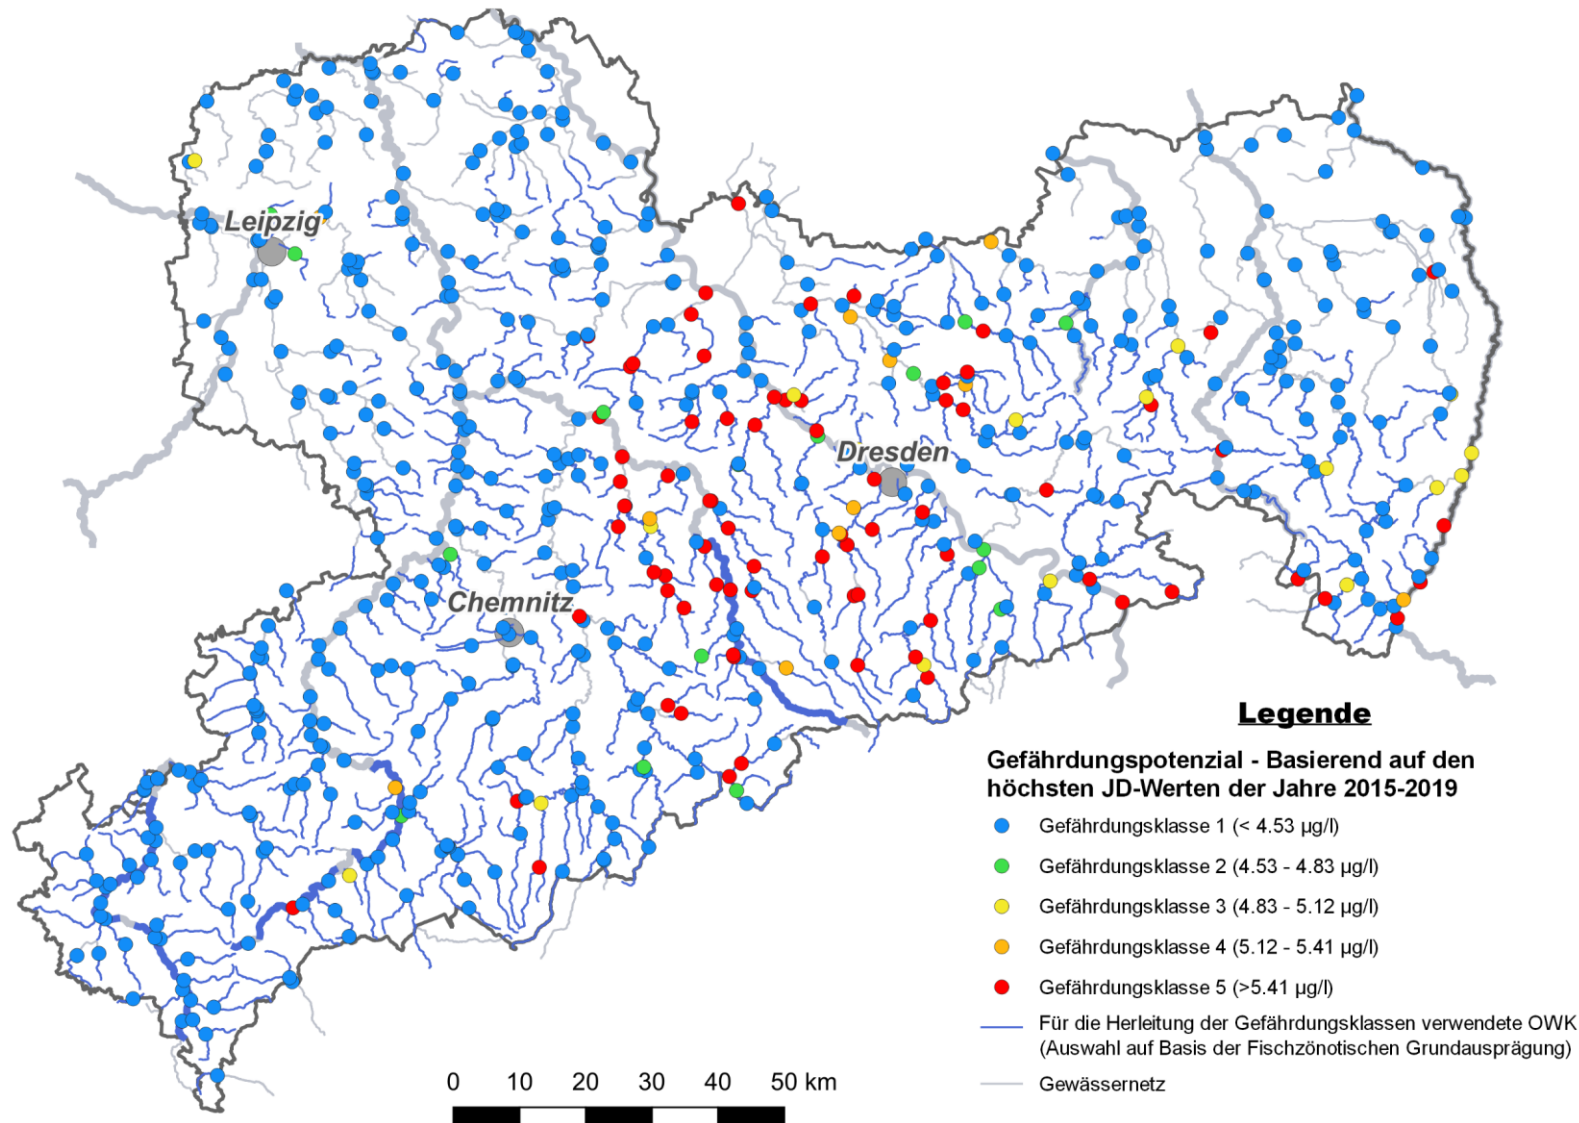 Leipzig
Dresden
Chemnitz
Legende
Gefährdungspotenzial - Basierend auf den
höchsten JD-Werten der Jahre 2015-2019
Gefährdungsklasse 1 (< 4.53 µg/l)
Gefährdungsklasse 2 (4.53 - 4.83 µg/l)
Gefährdungsklasse 3 (4.83 - 5.12 µg/l)
Gefährdungsklasse 4 (5.12 - 5.41 µg/l)
Gefährdungsklasse 5 (>5.41 µg/l)
Für die Herleitung der Gefährdungsklassen verwendete OWK
(Auswahl auf Basis der Fischzönotischen Grundausprägung)
Gewässernetz
0 10 20 30 40 50 km